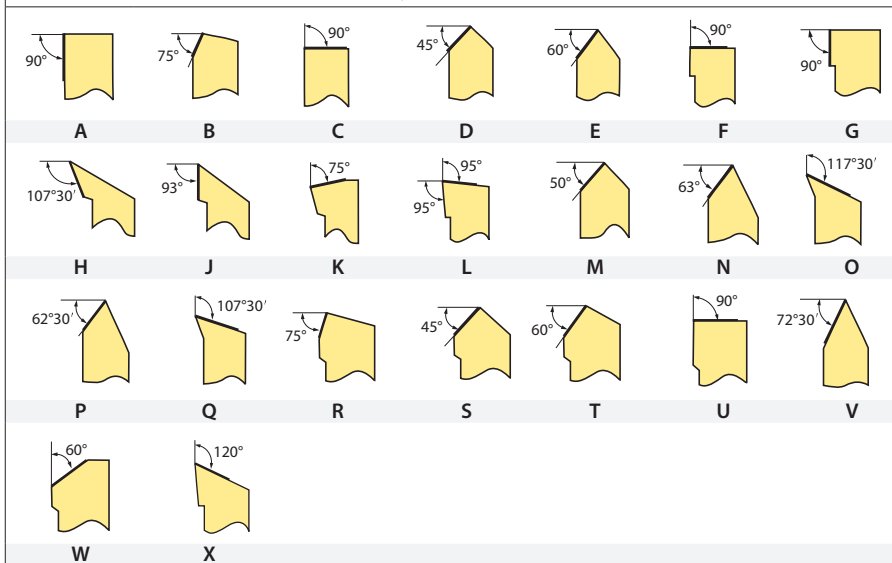 90° 75° 90° 45° 60° 90° 90°
A B C D E F G
107°30′ 93° 75° 95° 95° 50° 63° 117°30′
H J K L M N O
62°30′ 107°30′ 75° 45° 60° 90° 72°30′
P Q R S T U V
60° 120°
W X